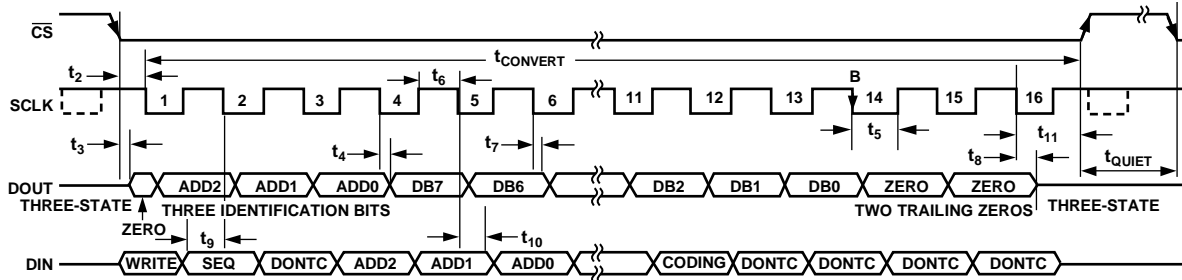 CS
tCONVERT
t2 t6 B
SCLK 1 2 3 4 5 6 11 12 13 14 15 16
t3 t4 t7 t5 t11
t8 tQUIET
DOUT ADD2 ADD1 ADD0 DB7 DB6 DB2 DB1 DB0 ZERO ZERO
THREE-STATE THREE IDENTIFICATION BITS TWO TRAILING ZEROS THREE-STATE
ZERO t9 t10
DIN WRITE SEQ DONTC ADD2 ADD1 ADD0 CODING DONTC DONTC DONTC DONTC